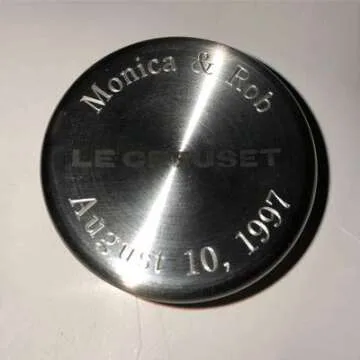 Monica & Rob
LE CREUSET
August 10, 1997